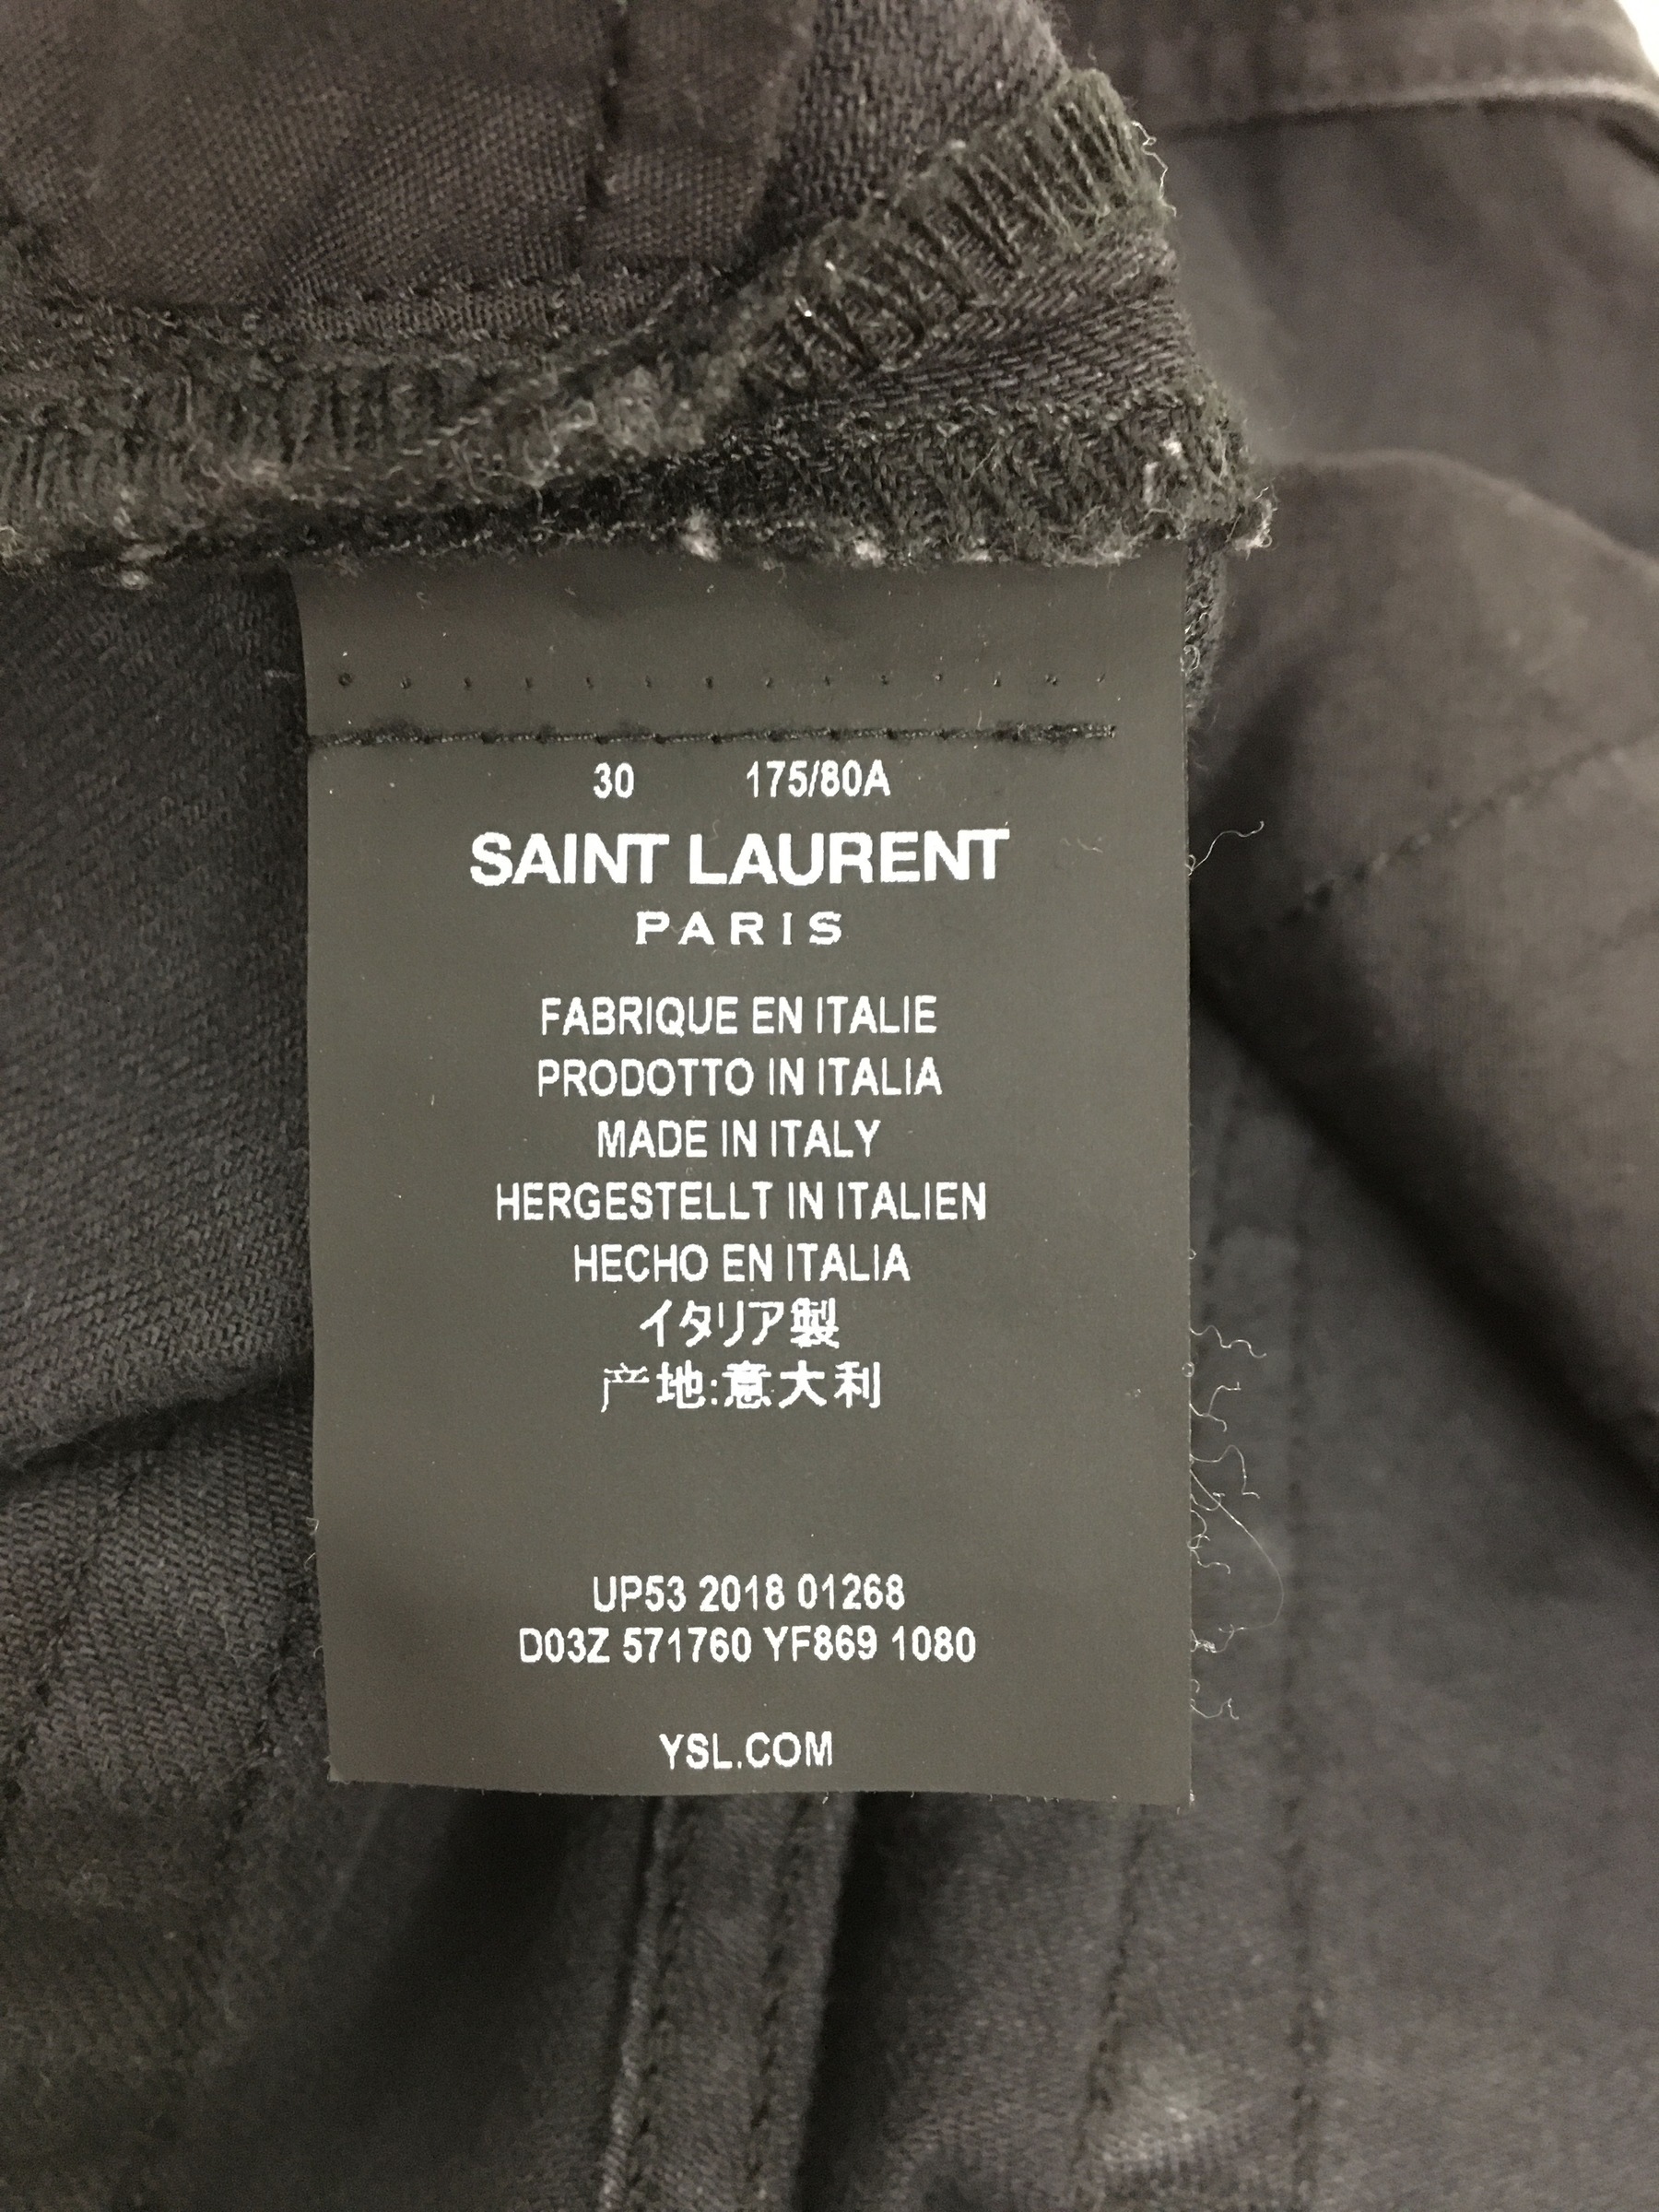 30 175/80A
SAINT LAURENT
PARIS
FABRIQUE EN ITALIE
PRODOTTO IN ITALIA
MADE IN ITALY
HERGESTELLT IN ITALIEN
HECHO EN ITALIA
イタリア製
产地:意大利
UP53 2018 01268
D03Z 571760 YF869 1080
YSL.COM